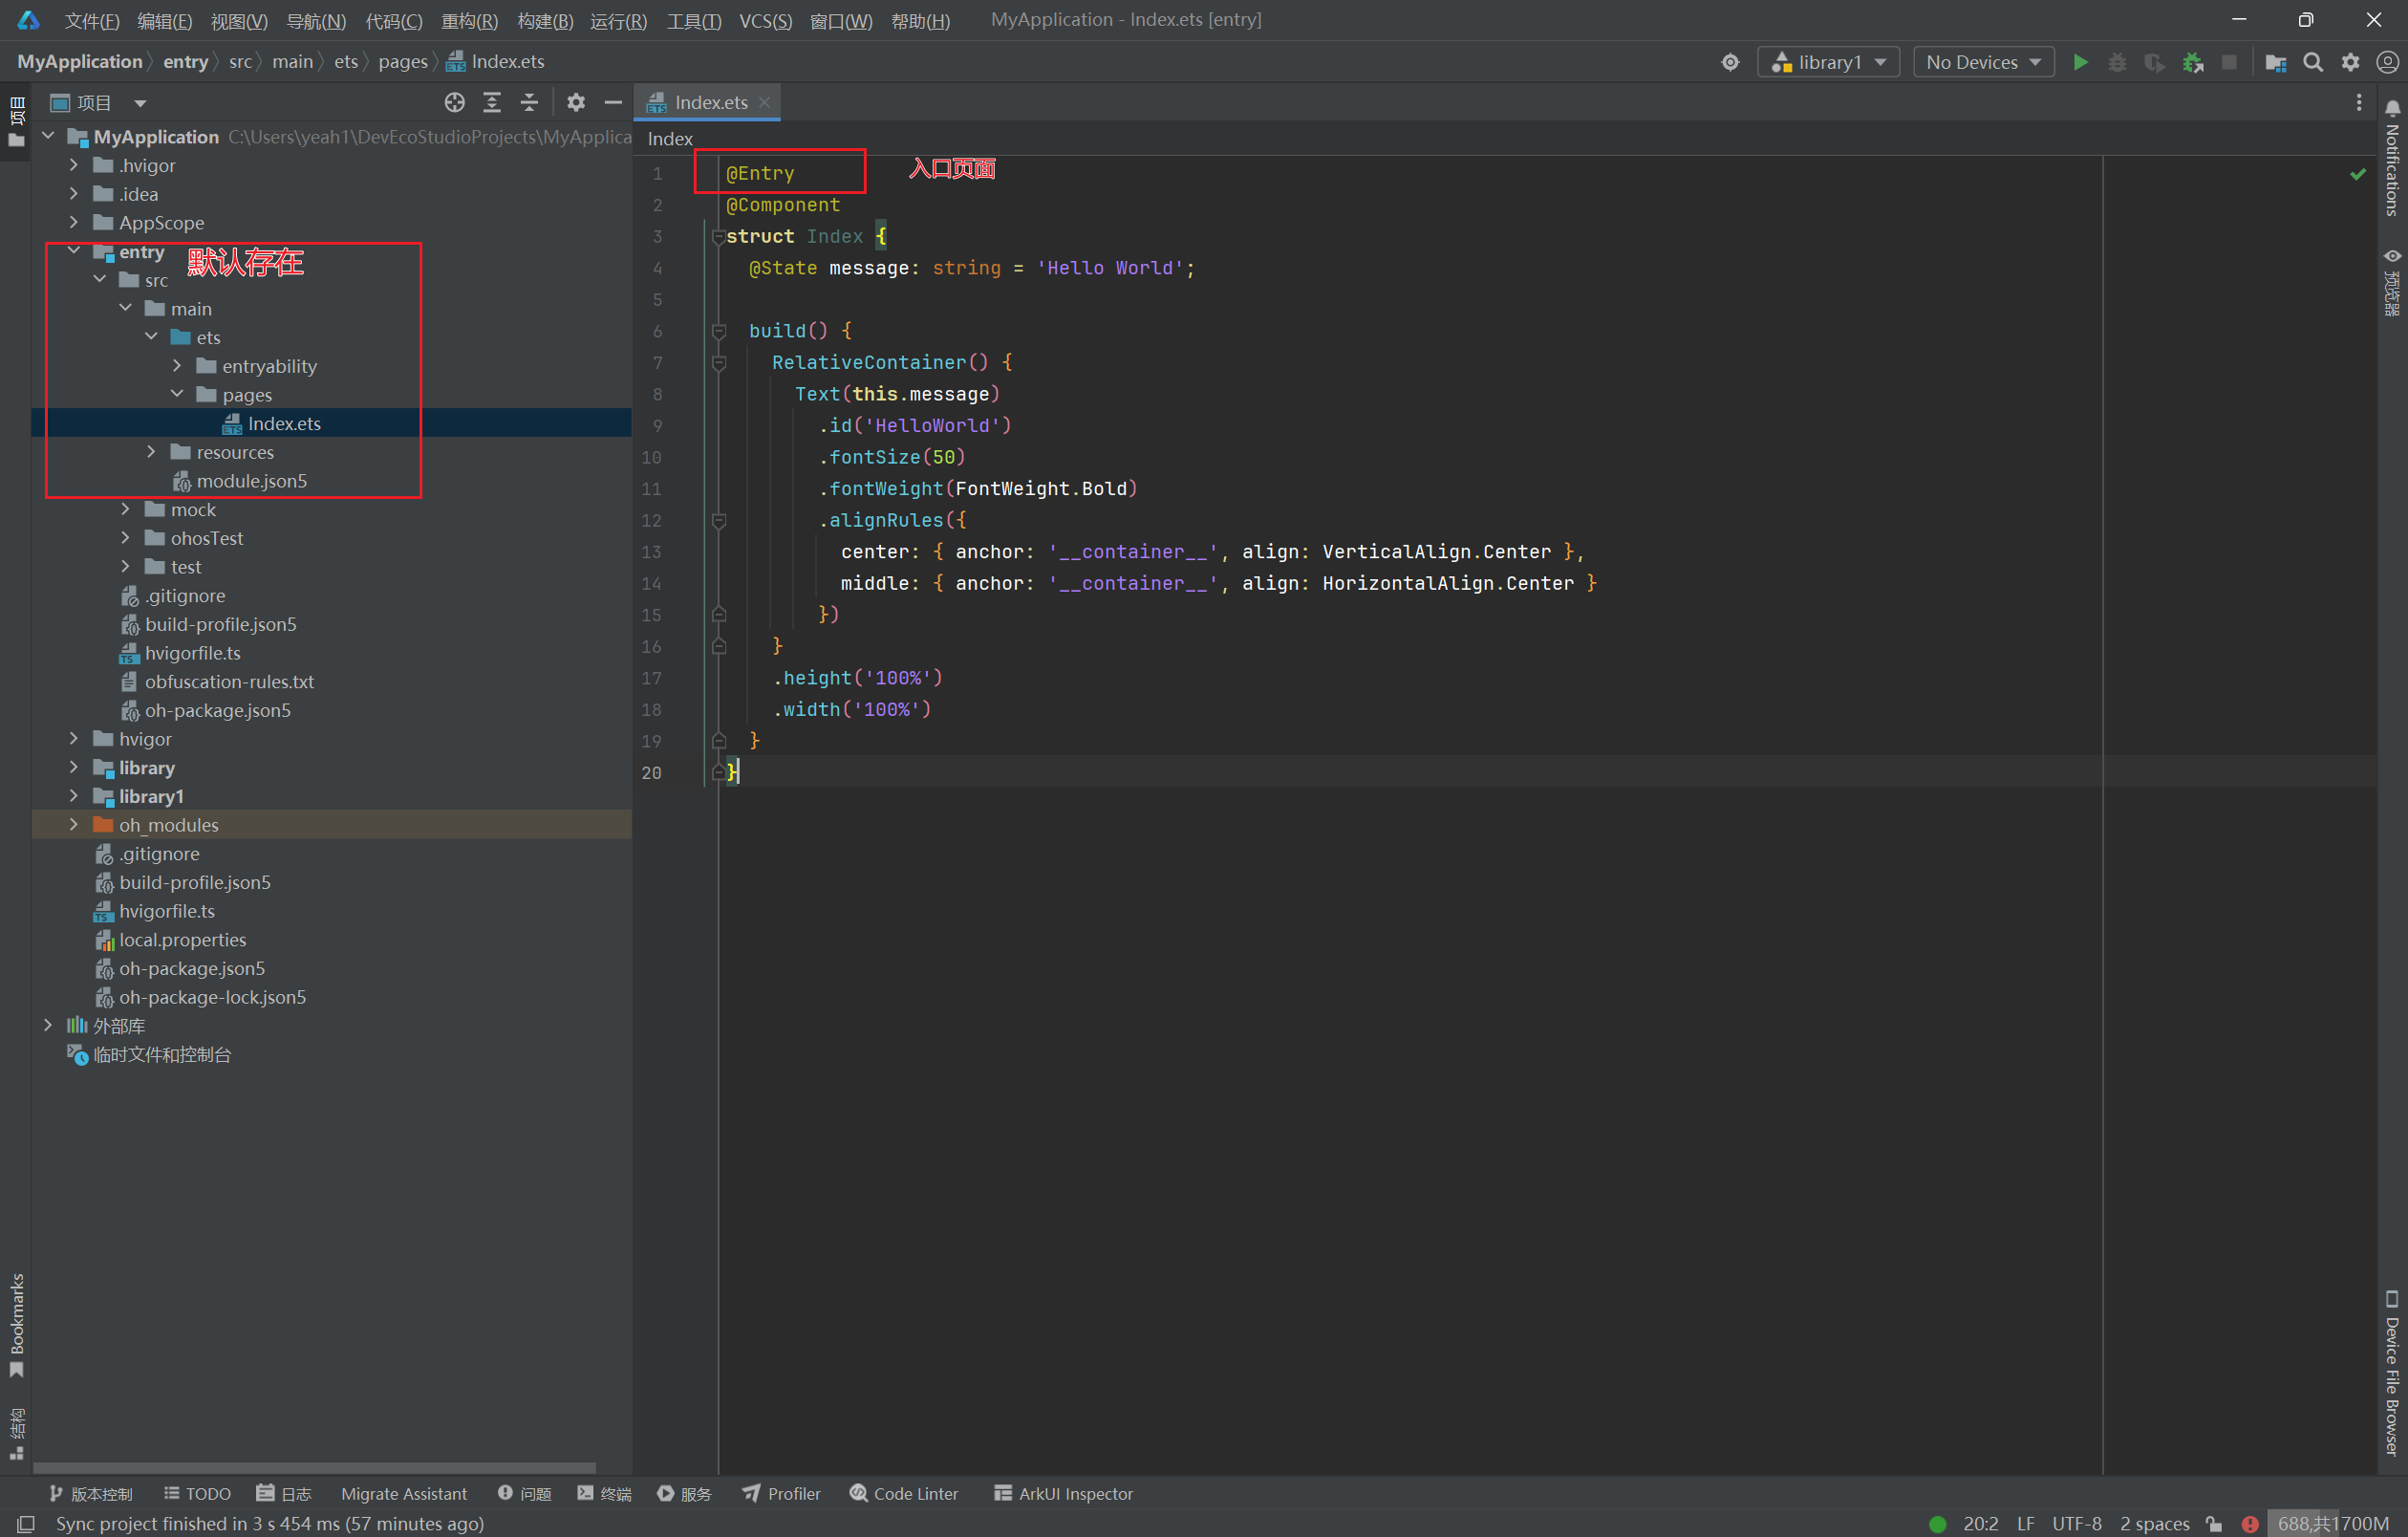 文件(F) 编辑(E) 视图(V) 导航(N) 代码(C) 重构(R) 构建(B) 运行(R) 工具(T) VCS(S) 窗口(W) 帮助(H) MyApplication - Index.ets [entry]
MyApplication entry src main ets pages Index.ets library1 No Devices
项目
项目
MyApplication C:\Users\yeah1\DevEcoStudioProjects\MyApplica
.hvigor
.idea
AppScope
entry 默认存在
src
main
ets
entryability
pages
Index.ets
resources
module.json5
mock
ohosTest
test
.gitignore
build-profile.json5
hvigorfile.ts
obfuscation-rules.txt
oh-package.json5
hvigor
library
library1
oh_modules
.gitignore
build-profile.json5
hvigorfile.ts
local.properties
oh-package.json5
oh-package-lock.json5
外部库
临时文件和控制台
Bookmarks
结构
Index.ets
Index
1 @Entry 入口页面
2 @Component
3 struct Index {
4 @State message: string = 'Hello World';
5
6 build() {
7 RelativeContainer() {
8 Text(this.message)
9 .id('HelloWorld')
10 .fontSize(50)
11 .fontWeight(FontWeight.Bold)
12 .alignRules({
13 center: { anchor: '__container__', align: VerticalAlign.Center },
14 middle: { anchor: '__container__', align: HorizontalAlign.Center }
15 })
16 }
17 .height('100%')
18 .width('100%')
19 }
20 }
Notifications
预览器
Device File Browser
版本控制 TODO 日志 Migrate Assistant 问题 终端 服务 Profiler Code Linter ArkUI Inspector
Sync project finished in 3 s 454 ms (57 minutes ago) 20:2 LF UTF-8 2 spaces 688,共1700M